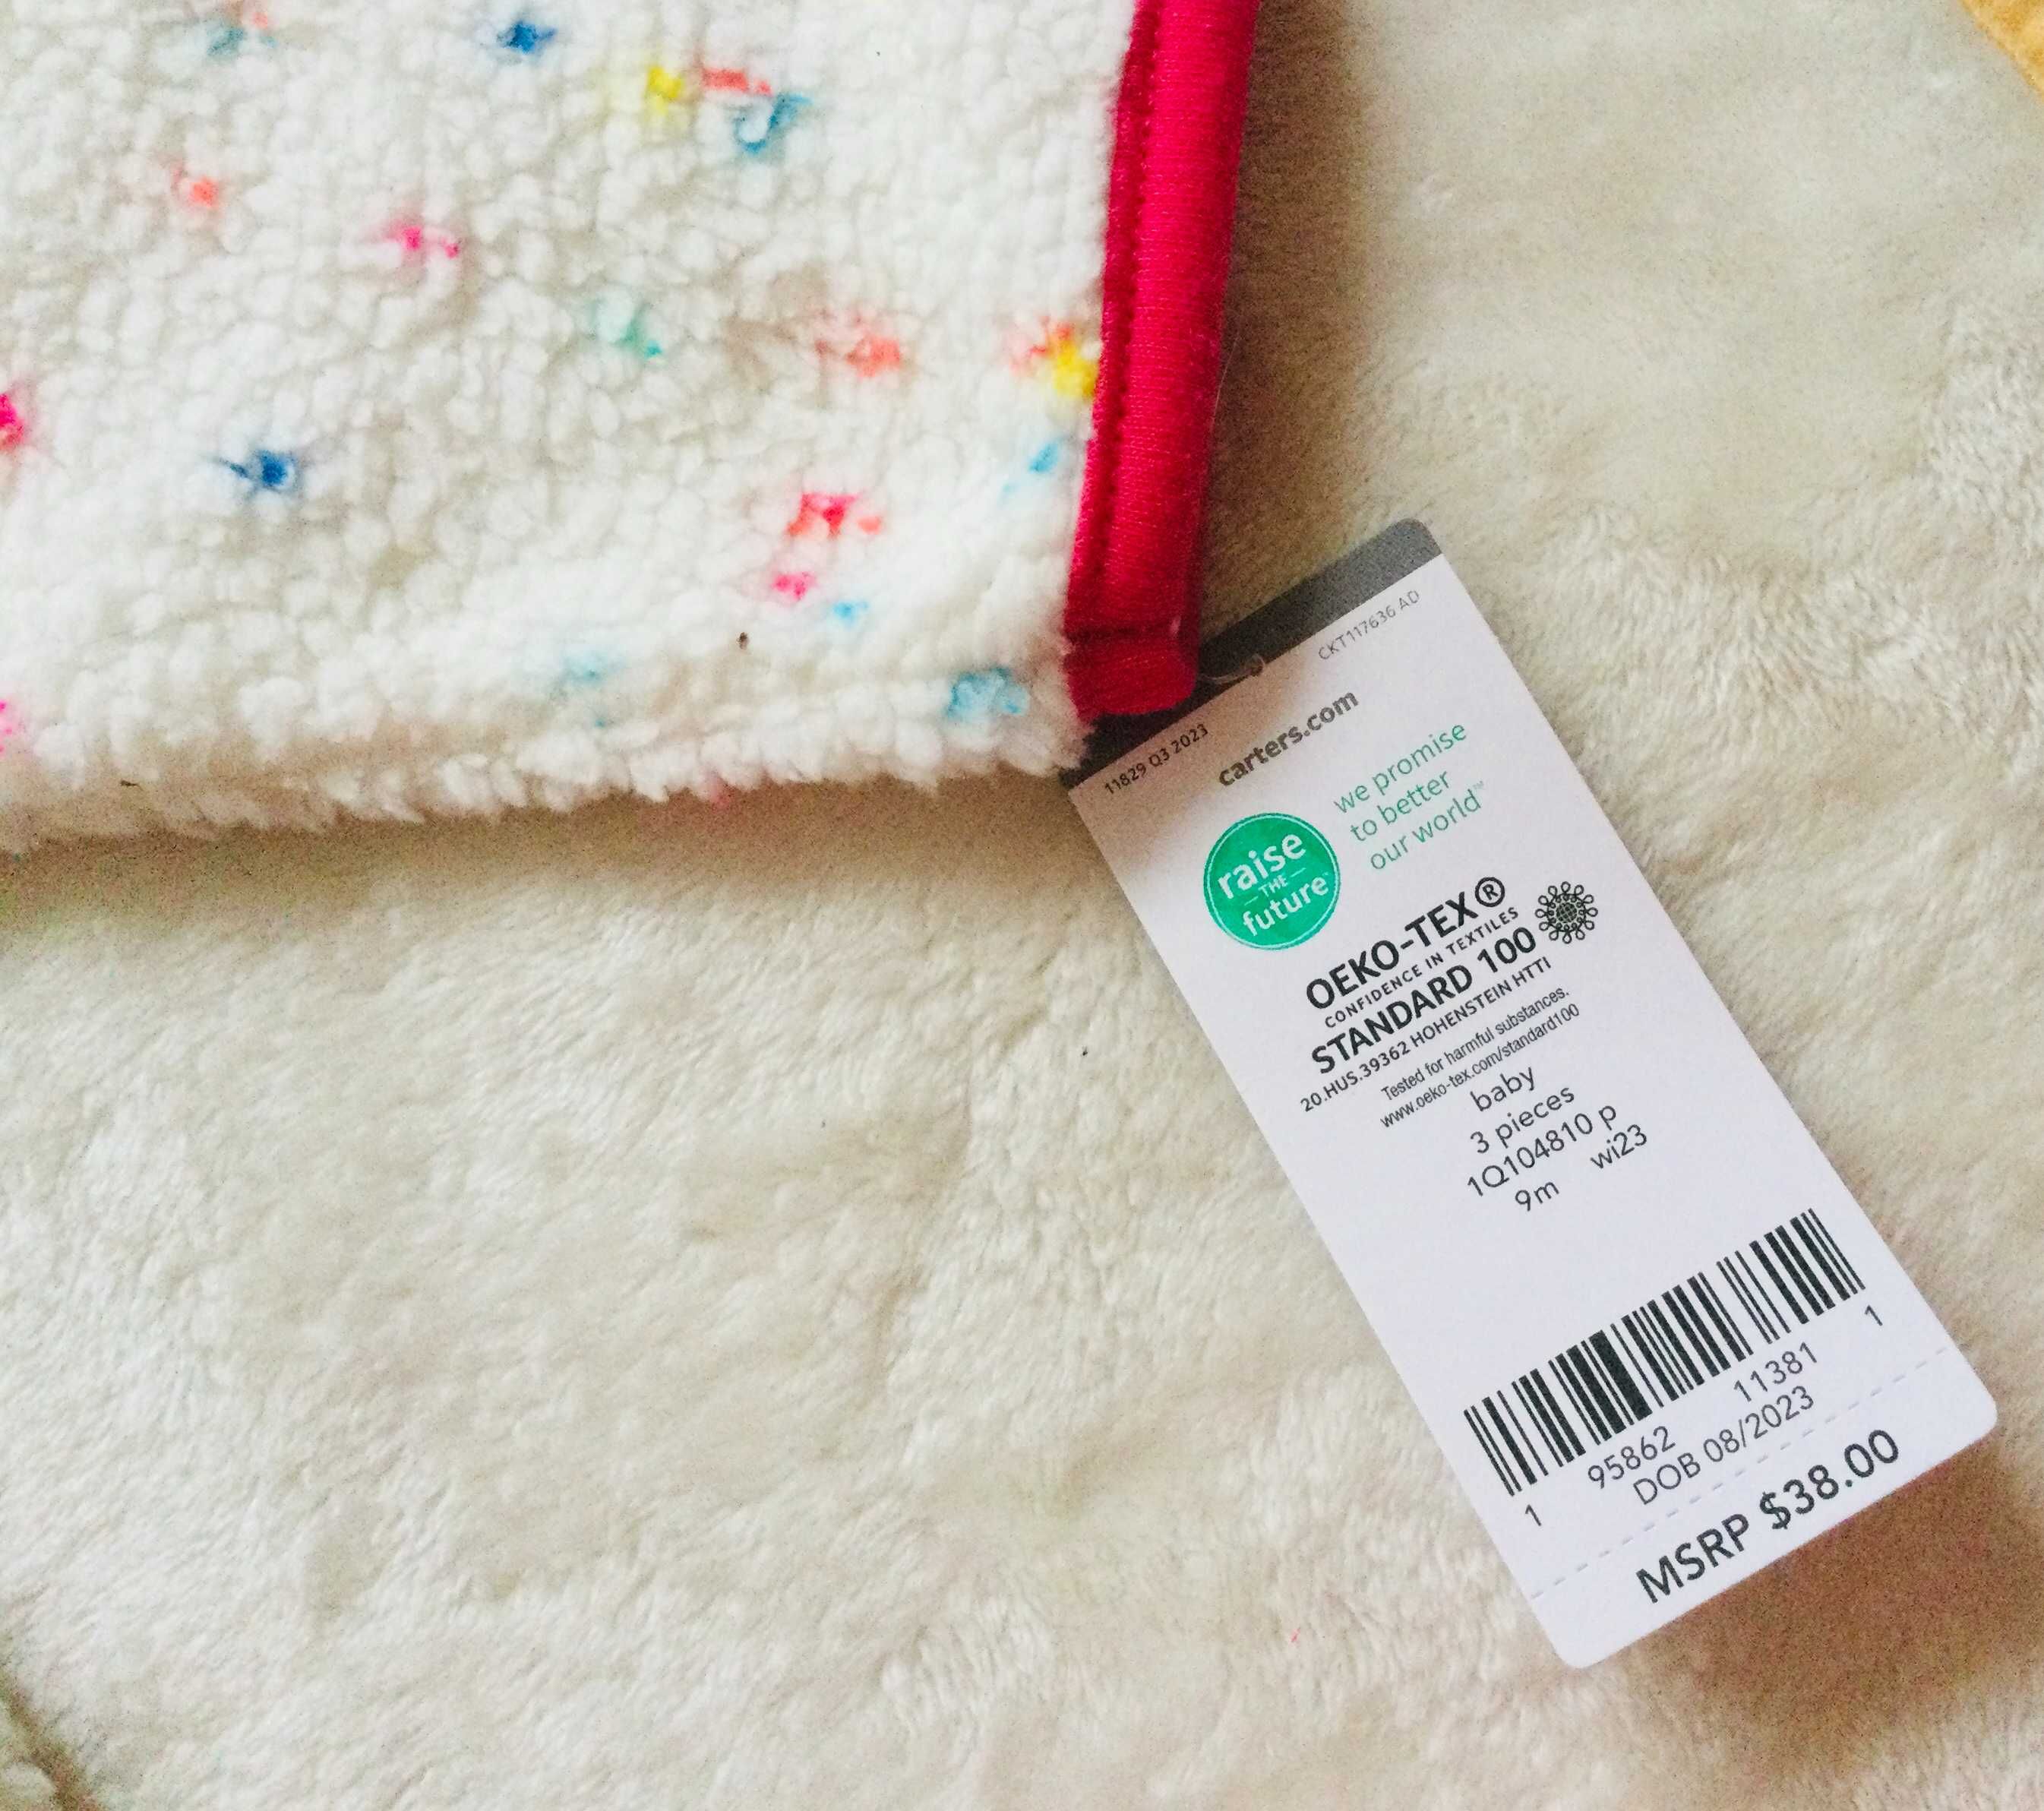 CKT117636 AD
11829 Q3 2023
carters.com
we promise
to better
our world™
raise
THE
future™
OEKO-TEX®
CONFIDENCE IN TEXTILES
STANDARD 100
20.HUS.39362 HOHENSTEIN HTTI
Tested for harmful substances.
www.oeko-tex.com/standard100
baby
3 pieces
1Q104810 p
9m wi23
1 95862 11381 1
DOB 08/2023
MSRP $38.00